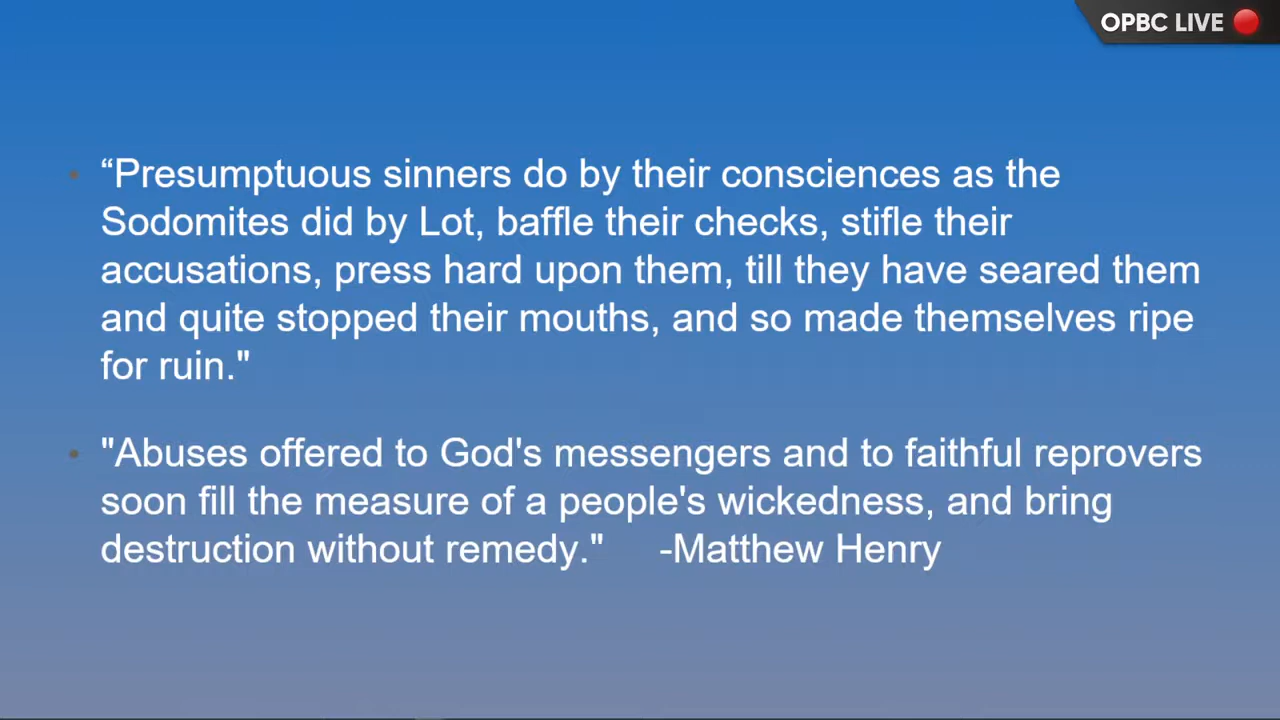 OPBC LIVE
• “Presumptuous sinners do by their consciences as the
Sodomites did by Lot, baffle their checks, stifle their
accusations, press hard upon them, till they have seared them
and quite stopped their mouths, and so made themselves ripe
for ruin."
• "Abuses offered to God's messengers and to faithful reprovers
soon fill the measure of a people's wickedness, and bring
destruction without remedy." -Matthew Henry